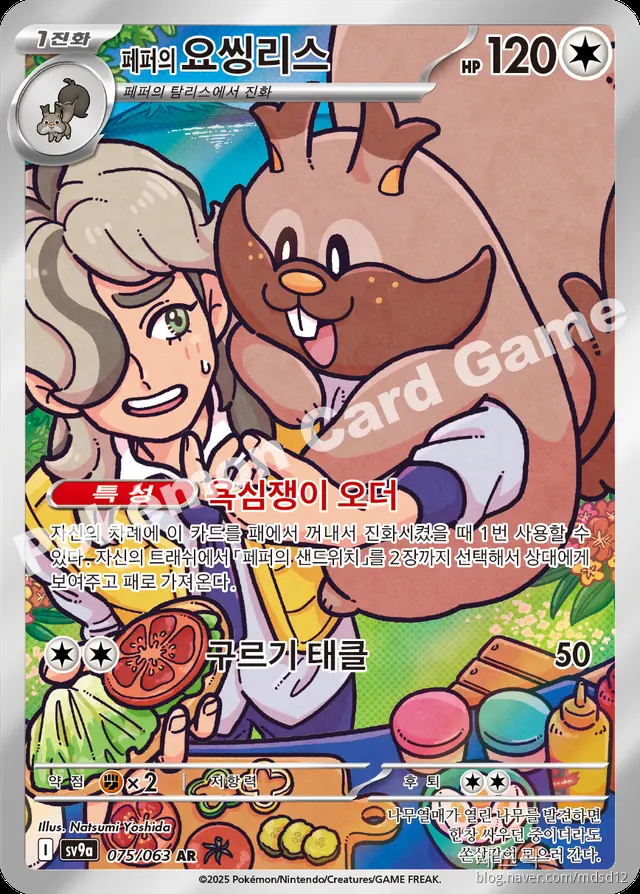 1진화
페퍼의 요씽리스
HP 120
페퍼의 탐리스에서 진화
Pokémon Card Game
특성 욕심쟁이 오더
자신의 차례에 이 카드를 패에서 꺼내서 진화시켰을 때 1번 사용할 수
있다. 자신의 트래쉬에서 「페퍼의 샌드위치」를 2장까지 선택해서 상대에게
보여주고 패로 가져온다.
구르기 태클 50
약점 ×2 저항력 후퇴
Illus. Natsumi Yoshida
I sv9a 075/063 AR
나무열매가 열린 나무를 발견하면
한창 싸우던 중이더라도
쏜살같이 코으러 간다.
©2025 Pokémon/Nintendo/Creatures/GAME FREAK.
blog.naver.com/mdsd12